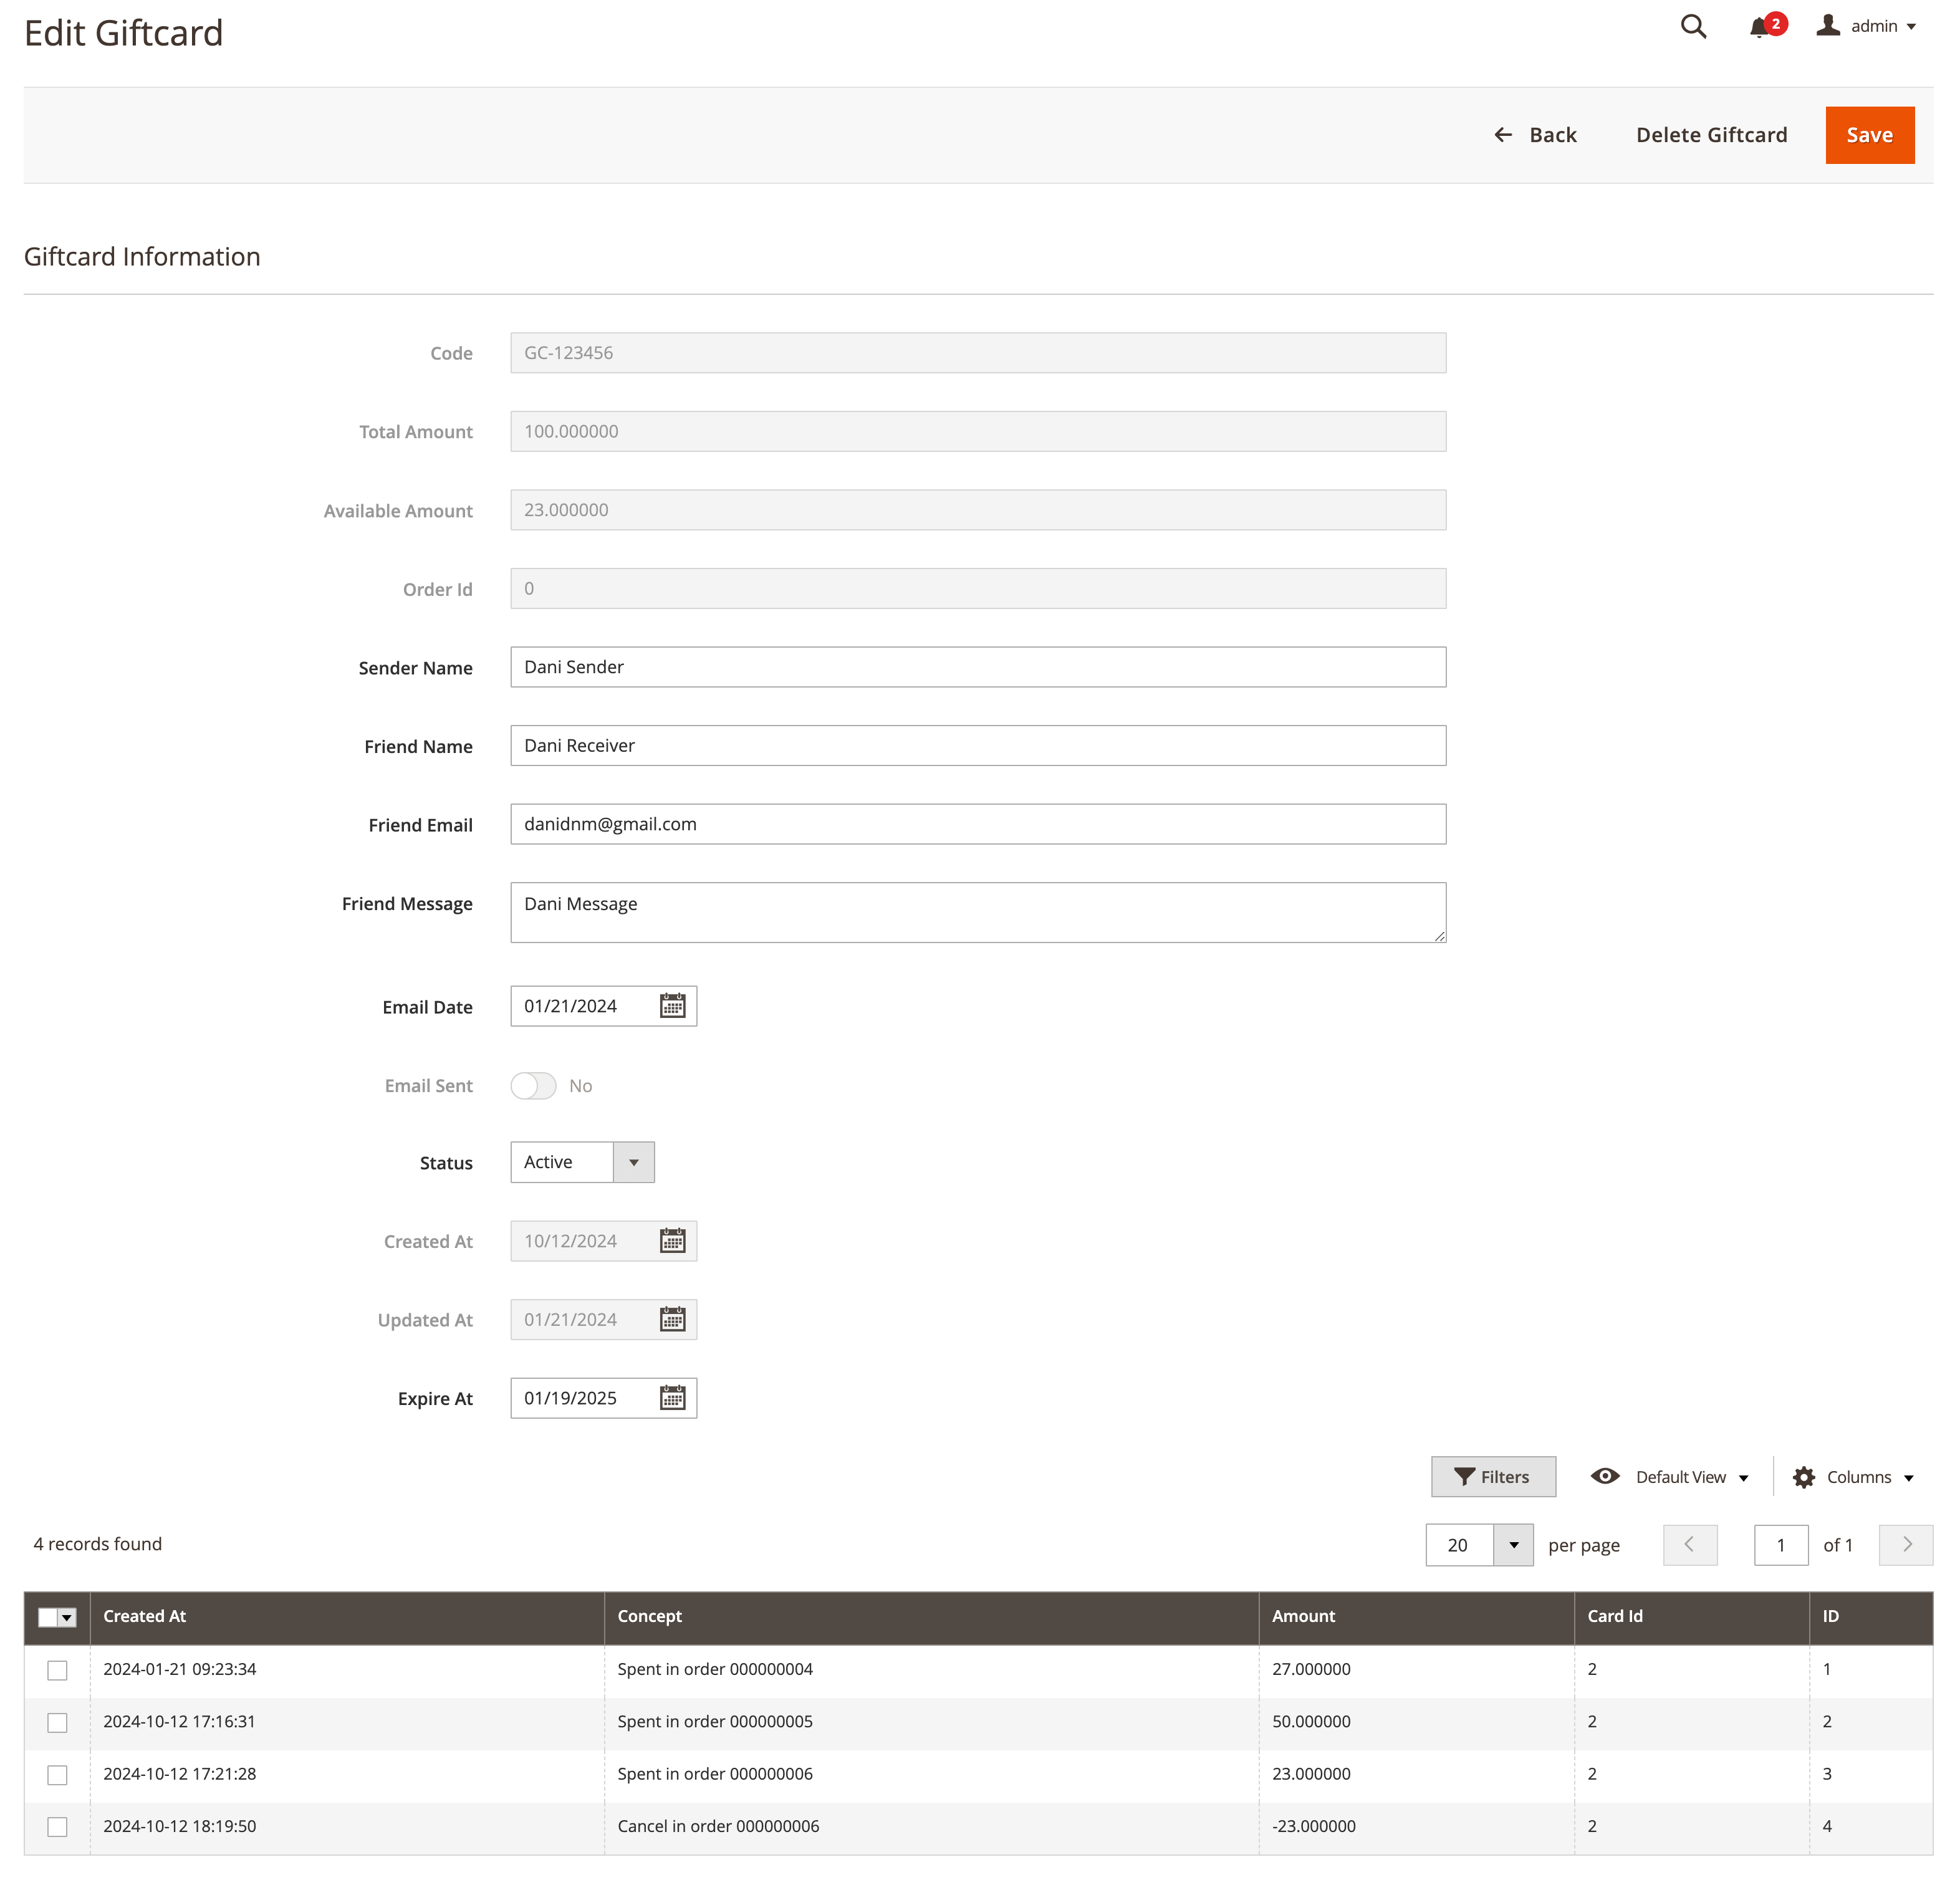 Edit Giftcard
2
admin
Back
Delete Giftcard
Save
Giftcard Information
Code
GC-123456
Total Amount
100.000000
Available Amount
23.000000
Order Id
0
Sender Name
Dani Sender
Friend Name
Dani Receiver
Friend Email
danidnm@gmail.com
Friend Message
Dani Message
Email Date
01/21/2024
Email Sent
No
Status
Active
Created At
10/12/2024
Updated At
01/21/2024
Expire At
01/19/2025
Filters
Default View
Columns
4 records found
20
per page
1
of 1
Created At Concept Amount Card Id ID
2024-01-21 09:23:34 Spent in order 000000004 27.000000 2 1
2024-10-12 17:16:31 Spent in order 000000005 50.000000 2 2
2024-10-12 17:21:28 Spent in order 000000006 23.000000 2 3
2024-10-12 18:19:50 Cancel in order 000000006 -23.000000 2 4